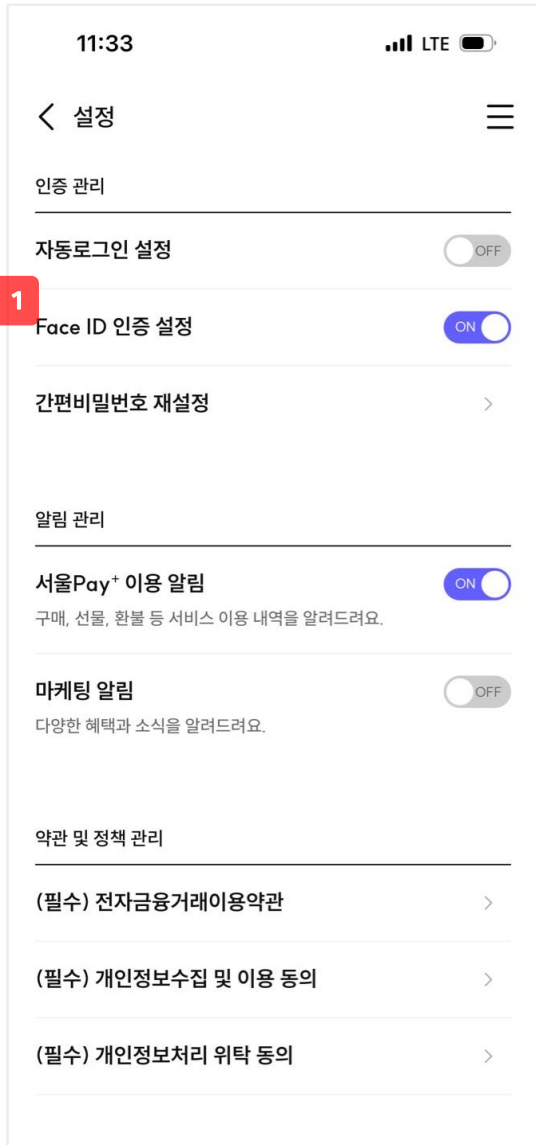 11:33 LTE
설정
인증 관리
자동로그인 설정 OFF
1
Face ID 인증 설정 ON
간편비밀번호 재설정
알림 관리
서울Pay⁺ 이용 알림 ON
구매, 선물, 환불 등 서비스 이용 내역을 알려드려요.
마케팅 알림 OFF
다양한 혜택과 소식을 알려드려요.
약관 및 정책 관리
(필수) 전자금융거래이용약관
(필수) 개인정보수집 및 이용 동의
(필수) 개인정보처리 위탁 동의